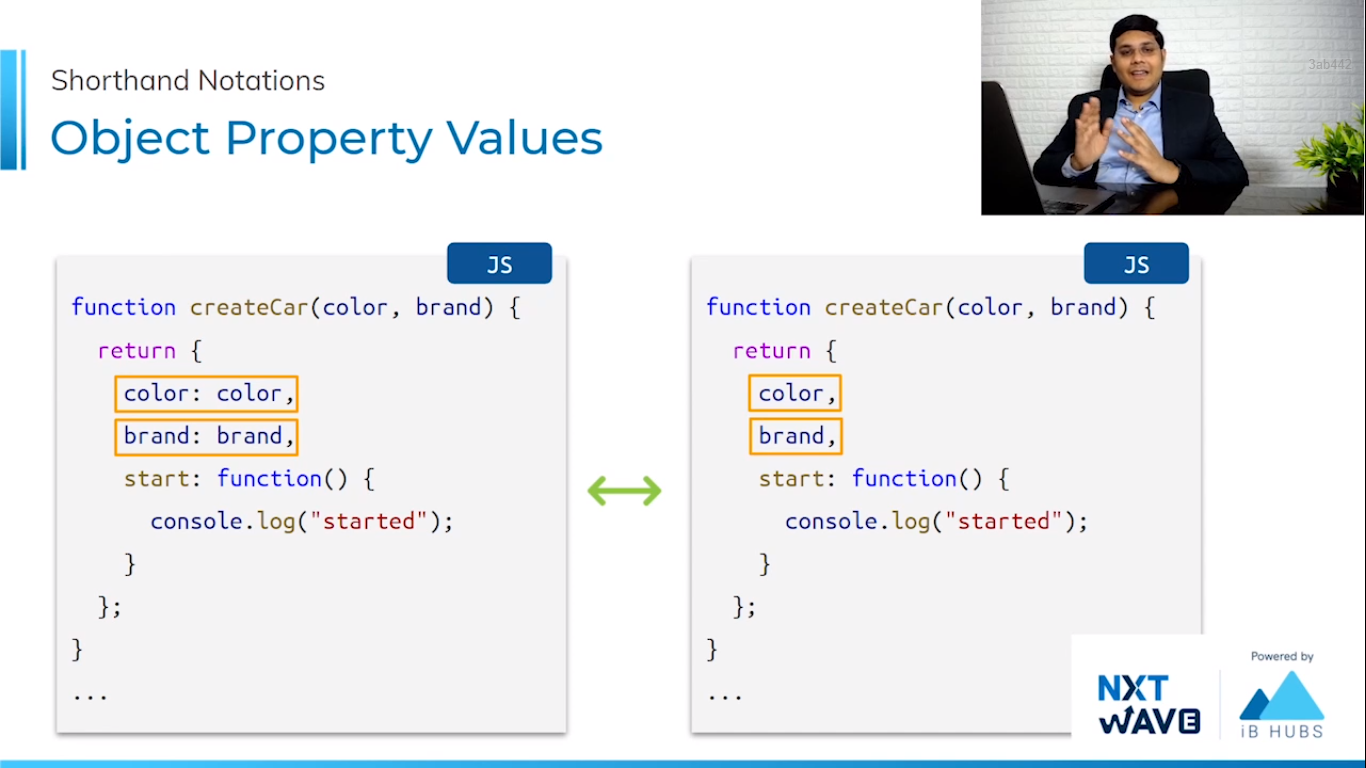 Shorthand Notations
Object Property Values
3ab442
JS
function createCar(color, brand) {
return {
color: color,
brand: brand,
start: function() {
console.log("started");
}
};
}
...
JS
function createCar(color, brand) {
return {
color,
brand,
start: function() {
console.log("started");
}
};
}
...
NXT
WAVE
Powered by
iB HUBS